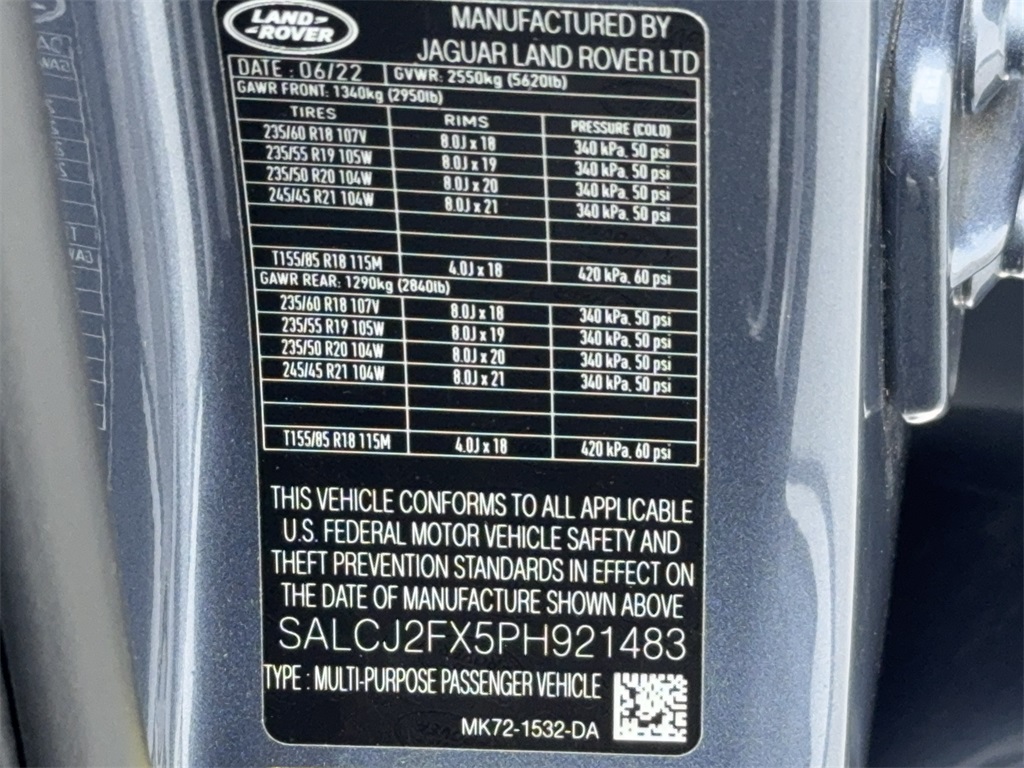 LAND-
-ROVER
MANUFACTURED BY
JAGUAR LAND ROVER LTD
DATE : 06/22 GVWR: 2550kg (5620lb)
GAWR FRONT: 1340kg (2950lb)
TIRES RIMS PRESSURE (COLD)
235/60 R18 107V 8.0J x 18 340 kPa, 50 psi
235/55 R19 105W 8.0J x 19 340 kPa, 50 psi
235/50 R20 104W 8.0J x 20 340 kPa, 50 psi
245/45 R21 104W 8.0J x 21 340 kPa, 50 psi
T155/85 R18 115M 4.0J x 18 420 kPa, 60 psi
GAWR REAR: 1290kg (2840lb)
235/60 R18 107V 8.0J x 18 340 kPa, 50 psi
235/55 R19 105W 8.0J x 19 340 kPa, 50 psi
235/50 R20 104W 8.0J x 20 340 kPa, 50 psi
245/45 R21 104W 8.0J x 21 340 kPa, 50 psi
T155/85 R18 115M 4.0J x 18 420 kPa, 60 psi
THIS VEHICLE CONFORMS TO ALL APPLICABLE
U.S. FEDERAL MOTOR VEHICLE SAFETY AND
THEFT PREVENTION STANDARDS IN EFFECT ON
THE DATE OF MANUFACTURE SHOWN ABOVE
SALCJ2FX5PH921483
TYPE : MULTI-PURPOSE PASSENGER VEHICLE
MK72-1532-DA